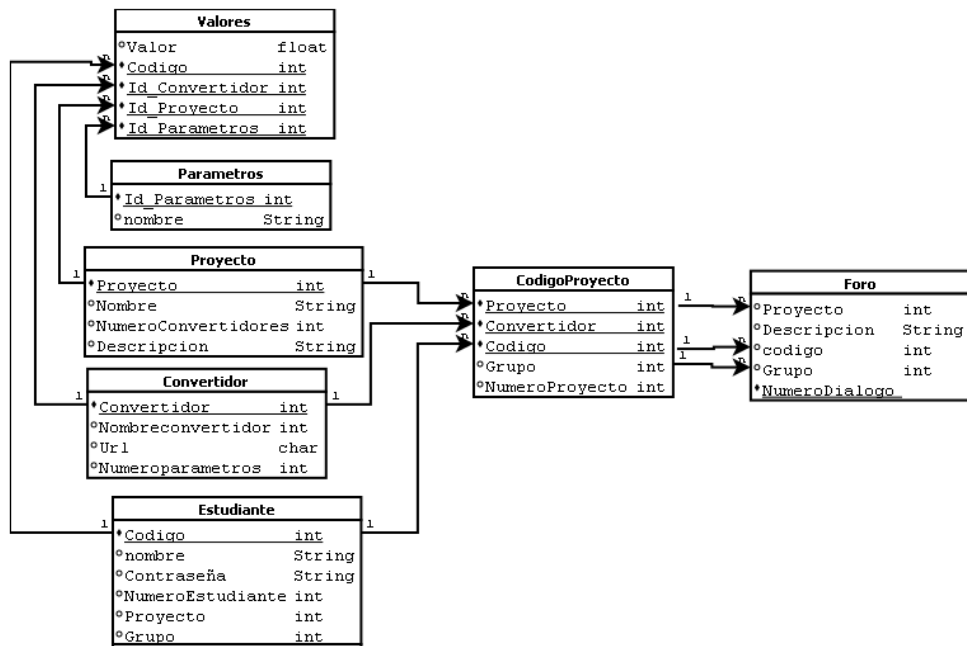 Valores
Valor float
Codigo int
Id_Convertidor int
Id_Proyecto int
Id_Parametros int
Parametros
1
Id_Parametros int
nombre String
Proyecto
1 Proyecto int 1
Nombre String
NumeroConvertidores int
Descripcion String
Convertidor
1 Convertidor int 1
Nombreconvertidor int
Url char
Numeroparametros int
Estudiante
1 Codigo int 1
nombre String
Contraseña String
NumeroEstudiante int
Proyecto int
Grupo int
CodigoProyecto
Proyecto int 1
Convertidor int
Codigo int 1
Grupo int 1
NumeroProyecto int
Foro
Proyecto int
Descripcion String
codigo int
Grupo int
NumeroDialogo